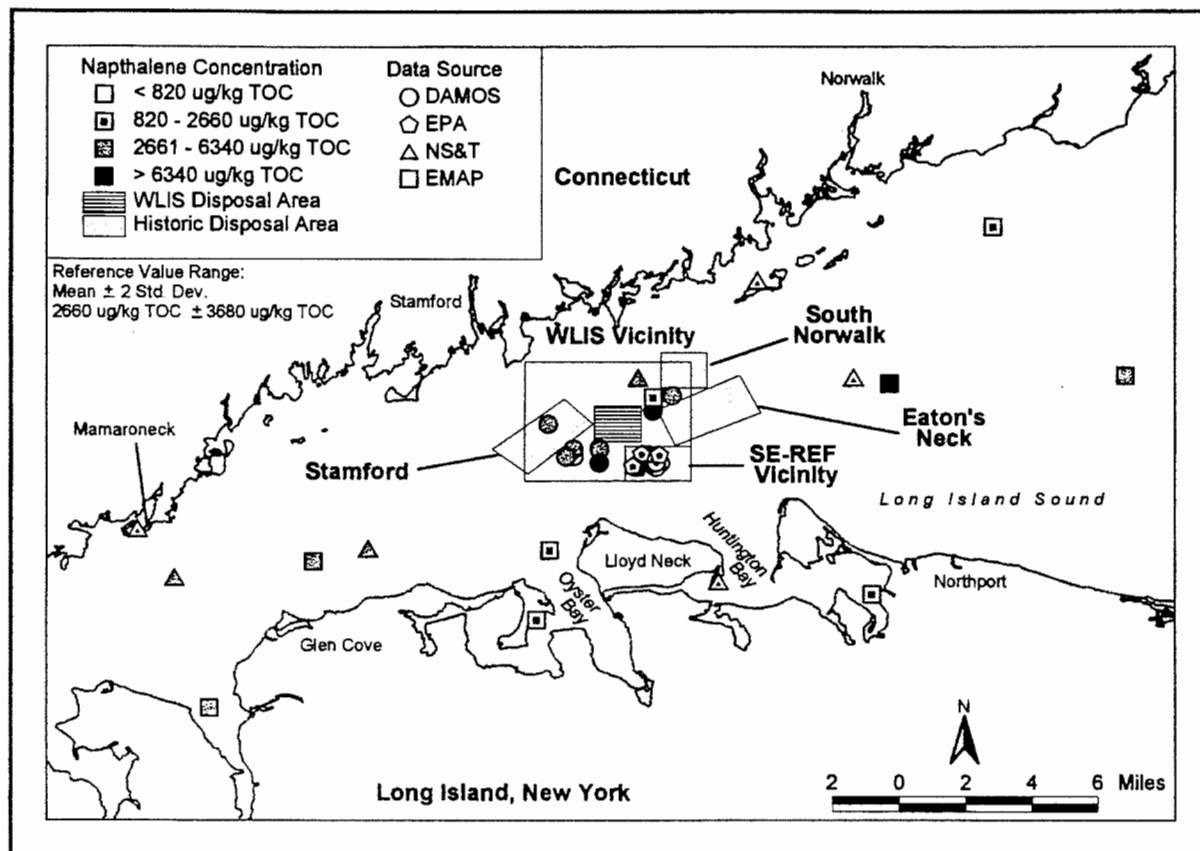 Napthalene Concentration
< 820 ug/kg TOC
820 - 2660 ug/kg TOC
2661 - 6340 ug/kg TOC
> 6340 ug/kg TOC
WLIS Disposal Area
Historic Disposal Area
Data Source
DAMOS
EPA
NS&T
EMAP
Reference Value Range:
Mean ± 2 Std. Dev.
2660 ug/kg TOC ± 3680 ug/kg TOC
Norwalk
Connecticut
Stamford
WLIS Vicinity
South
Norwalk
Mamaroneck
Eaton's
Neck
Stamford
SE-REF
Vicinity
Long Island Sound
Huntington
Bay
Lloyd Neck
Oyster
Bay
Northport
Glen Cove
N
Long Island, New York
2 0 2 4 6 Miles